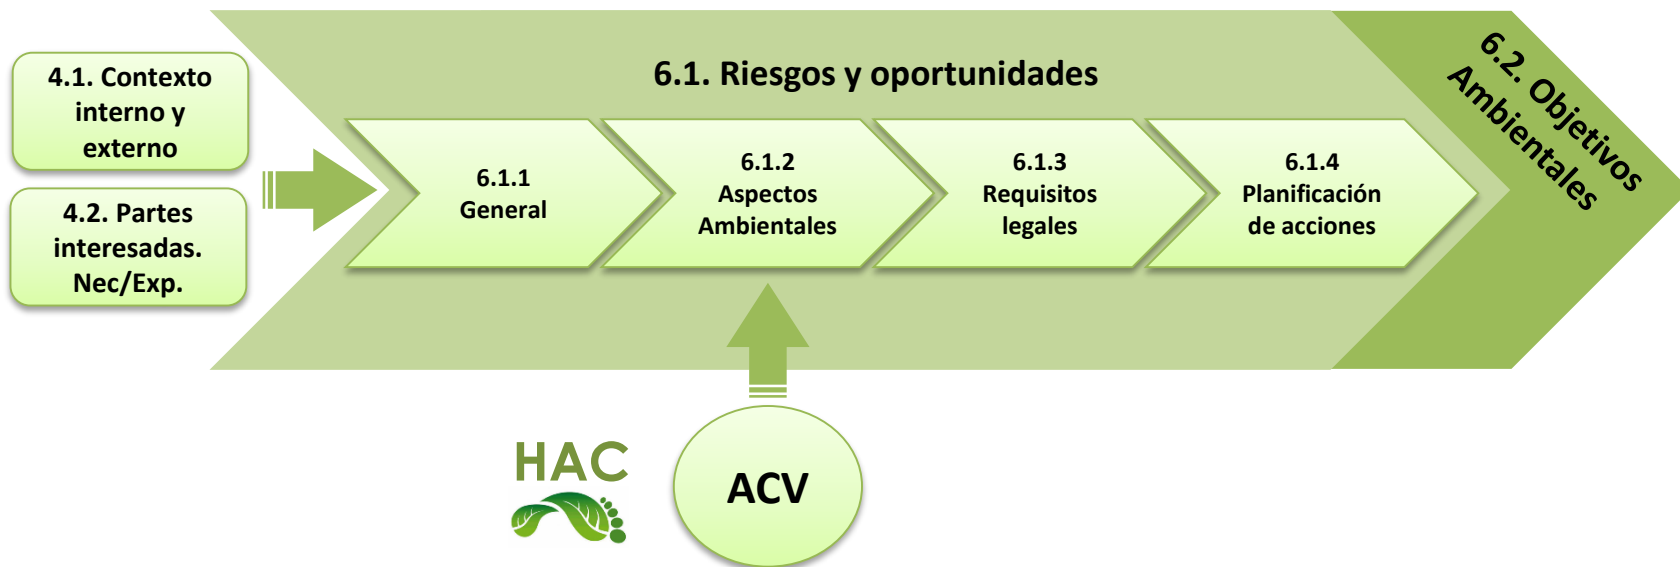 4.1. Contexto
interno y
externo
4.2. Partes
interesadas.
Nec/Exp.
6.1. Riesgos y oportunidades
6.1.1
General
6.1.2
Aspectos
Ambientales
6.1.3
Requisitos
legales
6.1.4
Planificación
de acciones
6.2. Objetivos
Ambientales
HAC
ACV